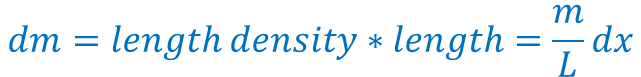 dm = length density * length = m/L dx